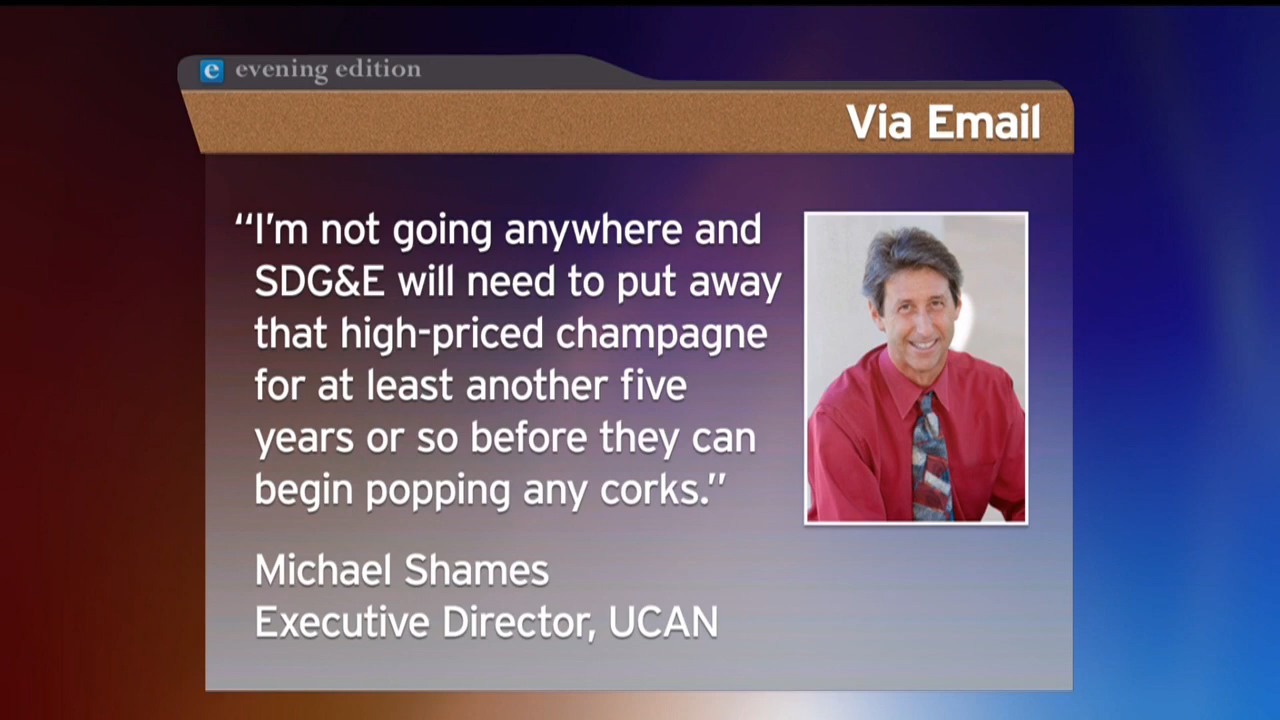 e evening edition
Via Email
“I’m not going anywhere and
SDG&E will need to put away
that high-priced champagne
for at least another five
years or so before they can
begin popping any corks.”
Michael Shames
Executive Director, UCAN